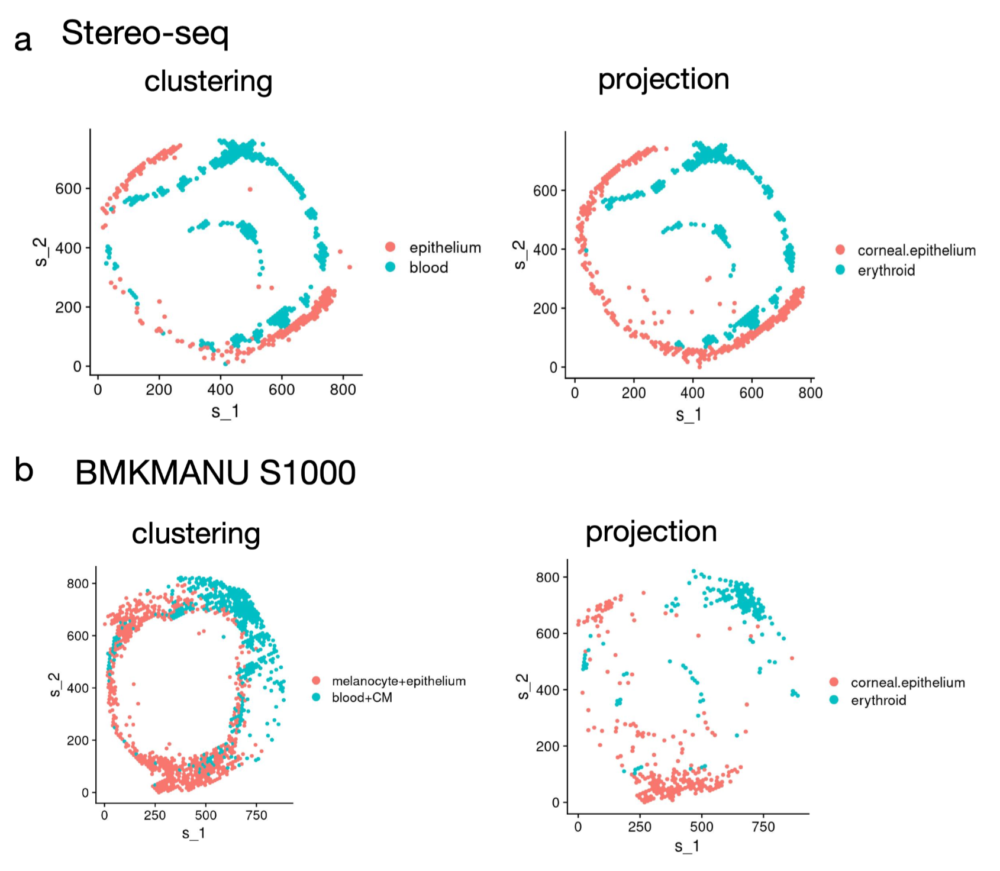 a Stereo-seq
clustering
projection
600
400
200
0
0 200 400 600 800
s_1
s_2
epithelium
blood
600
400
200
0
0 200 400 600 800
s_1
s_2
corneal.epithelium
erythroid
b BMKMANU S1000
clustering
projection
800
600
400
200
0
0 250 500 750
s_1
s_2
melanocyte+epithelium
blood+CM
800
600
400
200
0
0 250 500 750
s_1
s_2
corneal.epithelium
erythroid